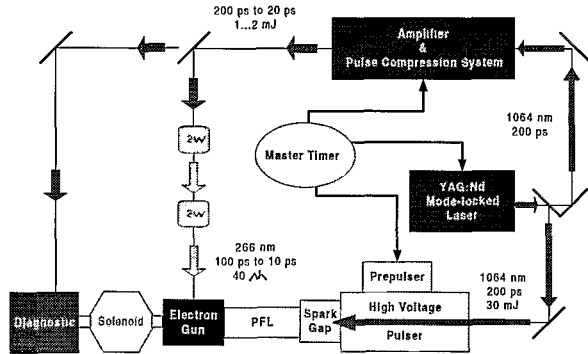 200 ps to 20 ps
1...2 mJ
Amplifier
&
Pulse Compression System
1064 nm
200 ps
2W
Master Timer
YAG:Nd
Mode-locked
Laser
2W
266 nm
100 ps to 10 ps
40
Prepulser
1064 nm
200 ps
30 mJ
Diagnostic
Solenoid
Electron
Gun
PFL
Spark
Gap
High Voltage
Pulser